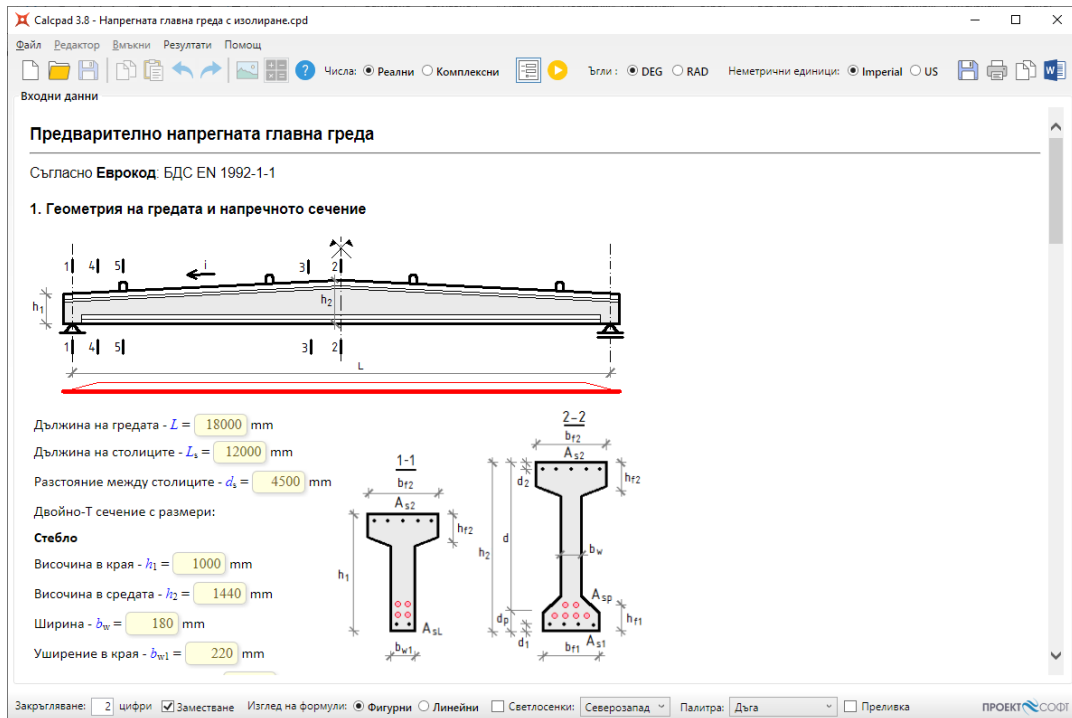 Calcpad 3.8 - Напрегната главна греда с изолиране.cpd
Файл Редактор Вмъкни Резултати Помощ
Числа: Реални Комплексни Ъгли : DEG RAD Неметрични единици: Imperial US
Входни данни
Предварително напрегната главна греда
Съгласно Еврокод: БДС EN 1992-1-1
1. Геометрия на гредата и напречното сечение
1 4 5 i 3 2
h1 h2
1 4 5 3 2
L
Дължина на гредата - L = 18000 mm
Дължина на столиците - Ls = 12000 mm
Разстояние между столиците - ds = 4500 mm
Двойно-Т сечение с размери:
Стебло
Височина в края - h1 = 1000 mm
Височина в средата - h2 = 1440 mm
Ширина - bw = 180 mm
Уширение в края - bw1 = 220 mm
1-1
bf2
As2
hf2
h1
AsL
bw1
2-2
bf2
As2
d2
hf2
d
h2
bw
Asp
dp
hf1
d1
bf1
As1
Закръгляване: 2 цифри Заместване Изглед на формули: Фигурни Линейни Светлосенки: Северозапад Палитра: Дъга Преливка ПРОЕКТСОФТ